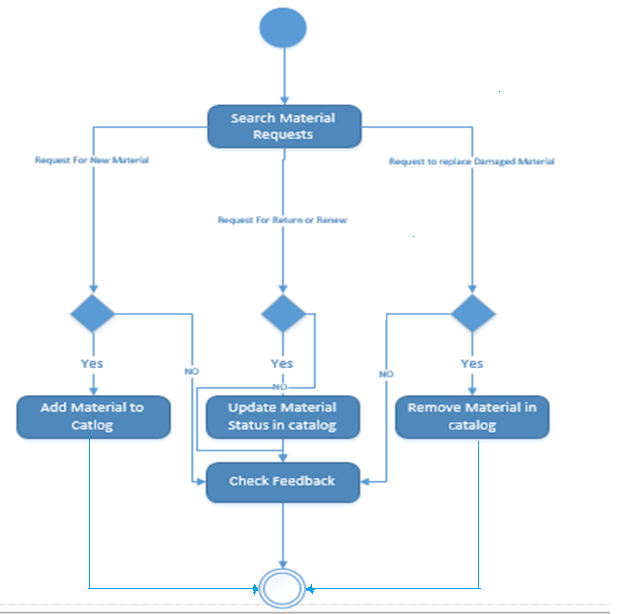 Search Material
Requests
Request For New Material
Request to replace Damaged Material
Request For Return or Renew
Yes
Yes
Yes
NO
NO
NO
Add Material to
Catlog
Update Material
Status in catalog
Remove Material in
catalog
Check Feedback